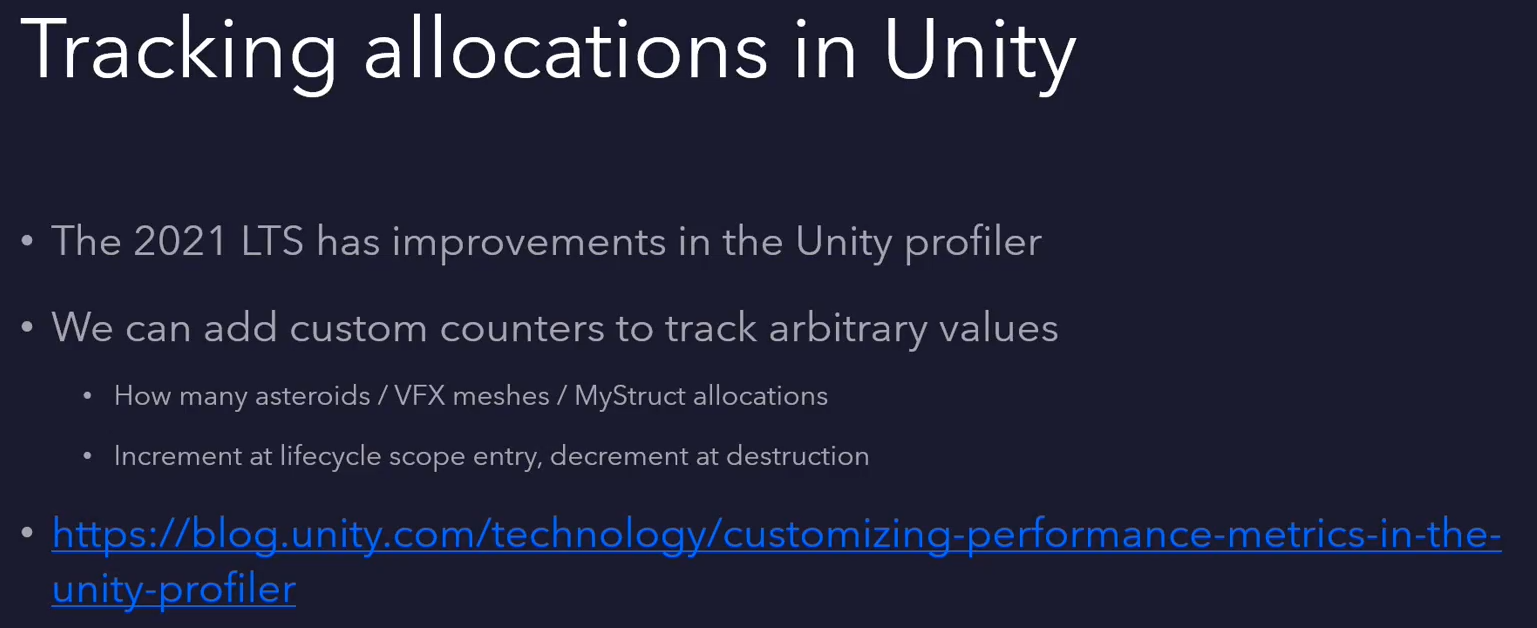 Tracking allocations in Unity
• The 2021 LTS has improvements in the Unity profiler
• We can add custom counters to track arbitrary values
• How many asteroids / VFX meshes / MyStruct allocations
• Increment at lifecycle scope entry, decrement at destruction
• https://blog.unity.com/technology/customizing-performance-metrics-in-the-
unity-profiler